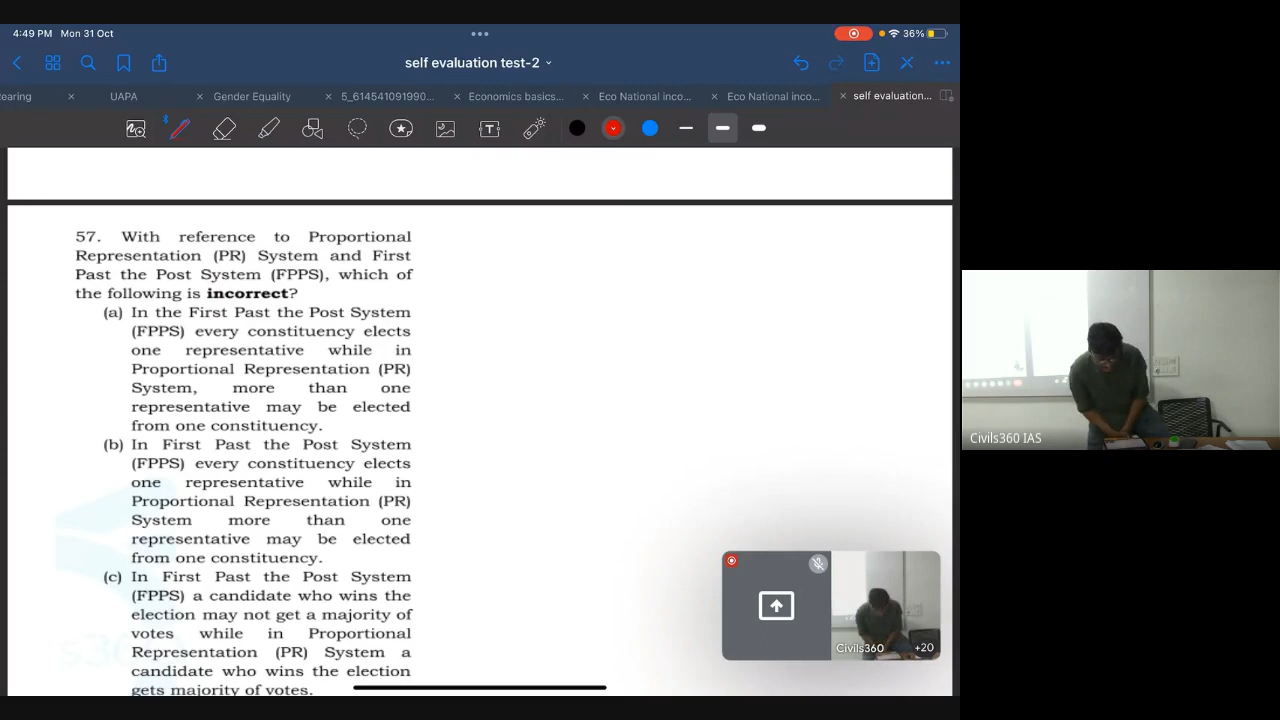 4:49 PM Mon 31 Oct
36%
self evaluation test-2
earing
UAPA
Gender Equality
5_614541091990...
Economics basics...
Eco National inco...
Eco National inco...
self evaluation...
57. With reference to Proportional
Representation (PR) System and First
Past the Post System (FPPS), which of
the following is incorrect?
(a) In the First Past the Post System
(FPPS) every constituency elects
one representative while in
Proportional Representation (PR)
System, more than one
representative may be elected
from one constituency.
(b) In First Past the Post System
(FPPS) every constituency elects
one representative while in
Proportional Representation (PR)
System more than one
representative may be elected
from one constituency.
(c) In First Past the Post System
(FPPS) a candidate who wins the
election may not get a majority of
votes while in Proportional
Representation (PR) System a
candidate who wins the election
gets majority of votes.
s36
Civils360
+20
Civils360 IAS